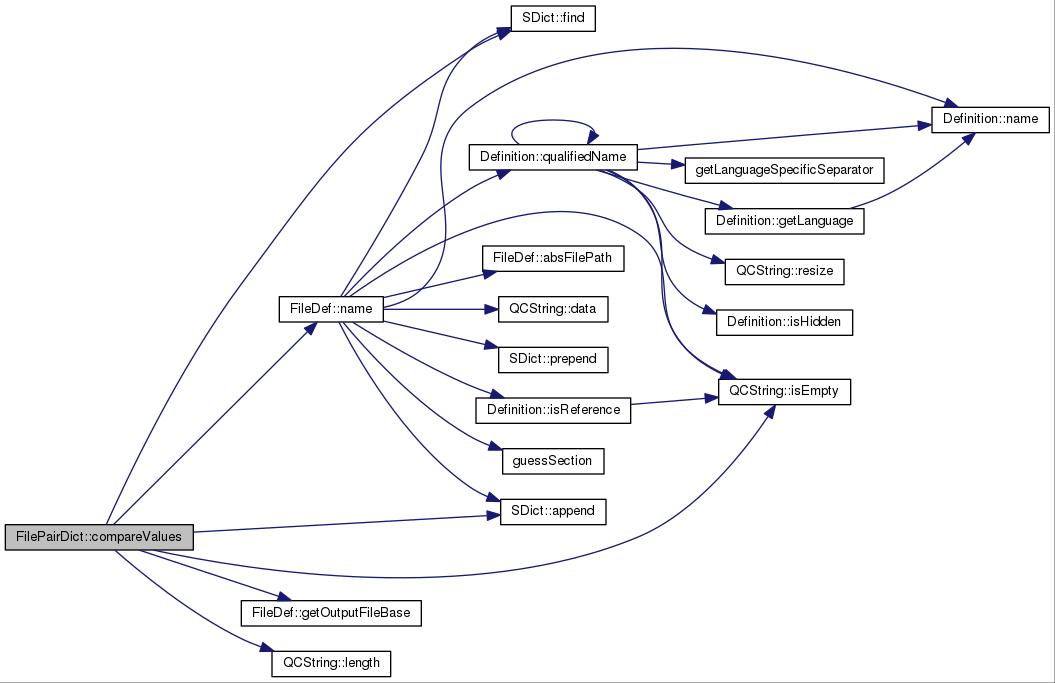 SDict::find
Definition::name
Definition::qualifiedName
getLanguageSpecificSeparator
Definition::getLanguage
FileDef::absFilePath
QCString::resize
FileDef::name
QCString::data
Definition::isHidden
SDict::prepend
QCString::isEmpty
Definition::isReference
guessSection
SDict::append
FilePairDict::compareValues
FileDef::getOutputFileBase
QCString::length